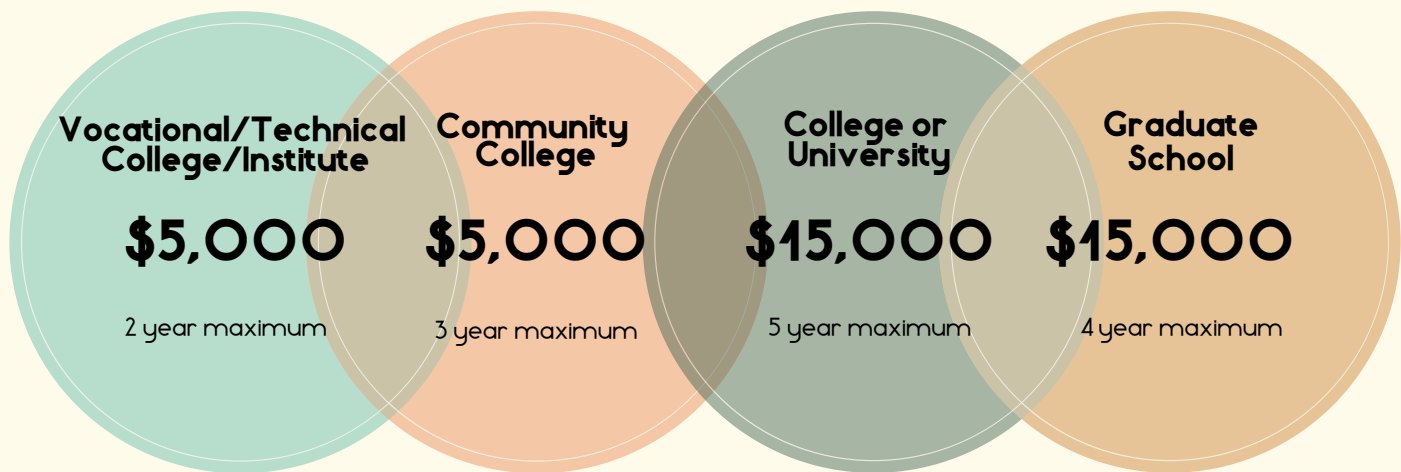 Vocational/Technical
College/Institute
$5,000
2 year maximum
Community
College
$5,000
3 year maximum
College or
University
$15,000
5 year maximum
Graduate
School
$15,000
4 year maximum